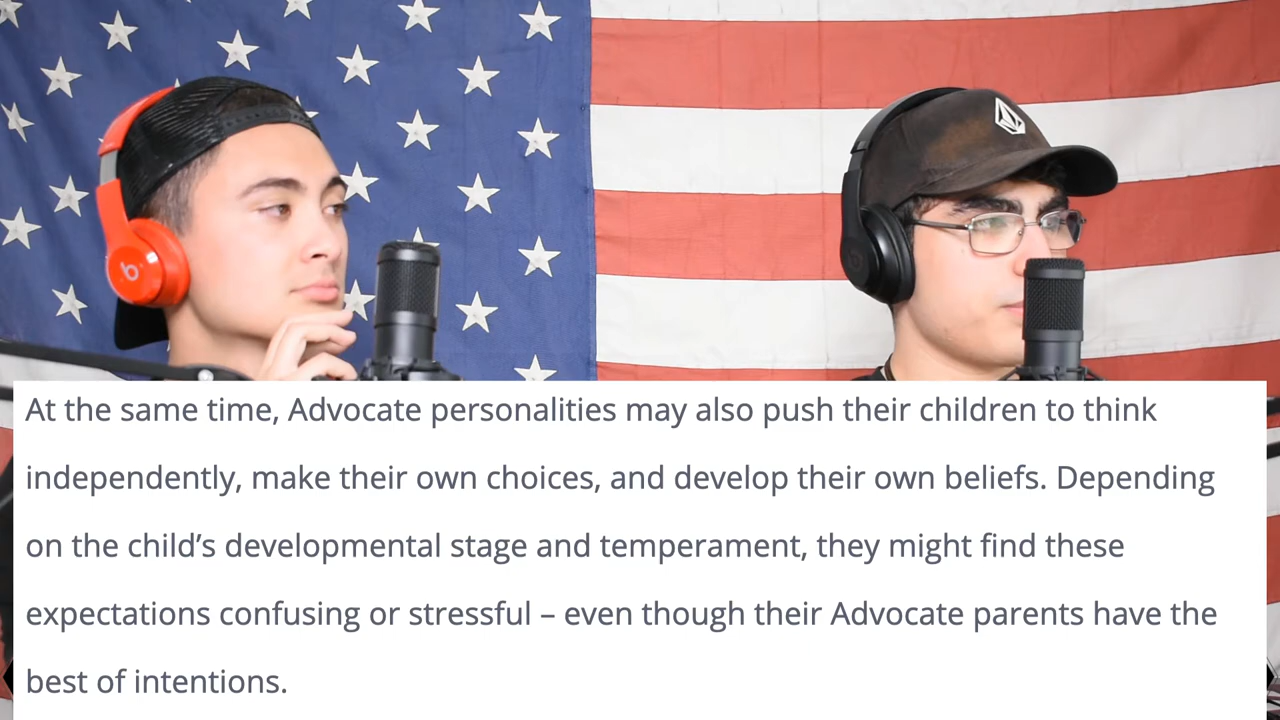 At the same time, Advocate personalities may also push their children to think
independently, make their own choices, and develop their own beliefs. Depending
on the child’s developmental stage and temperament, they might find these
expectations confusing or stressful – even though their Advocate parents have the
best of intentions.